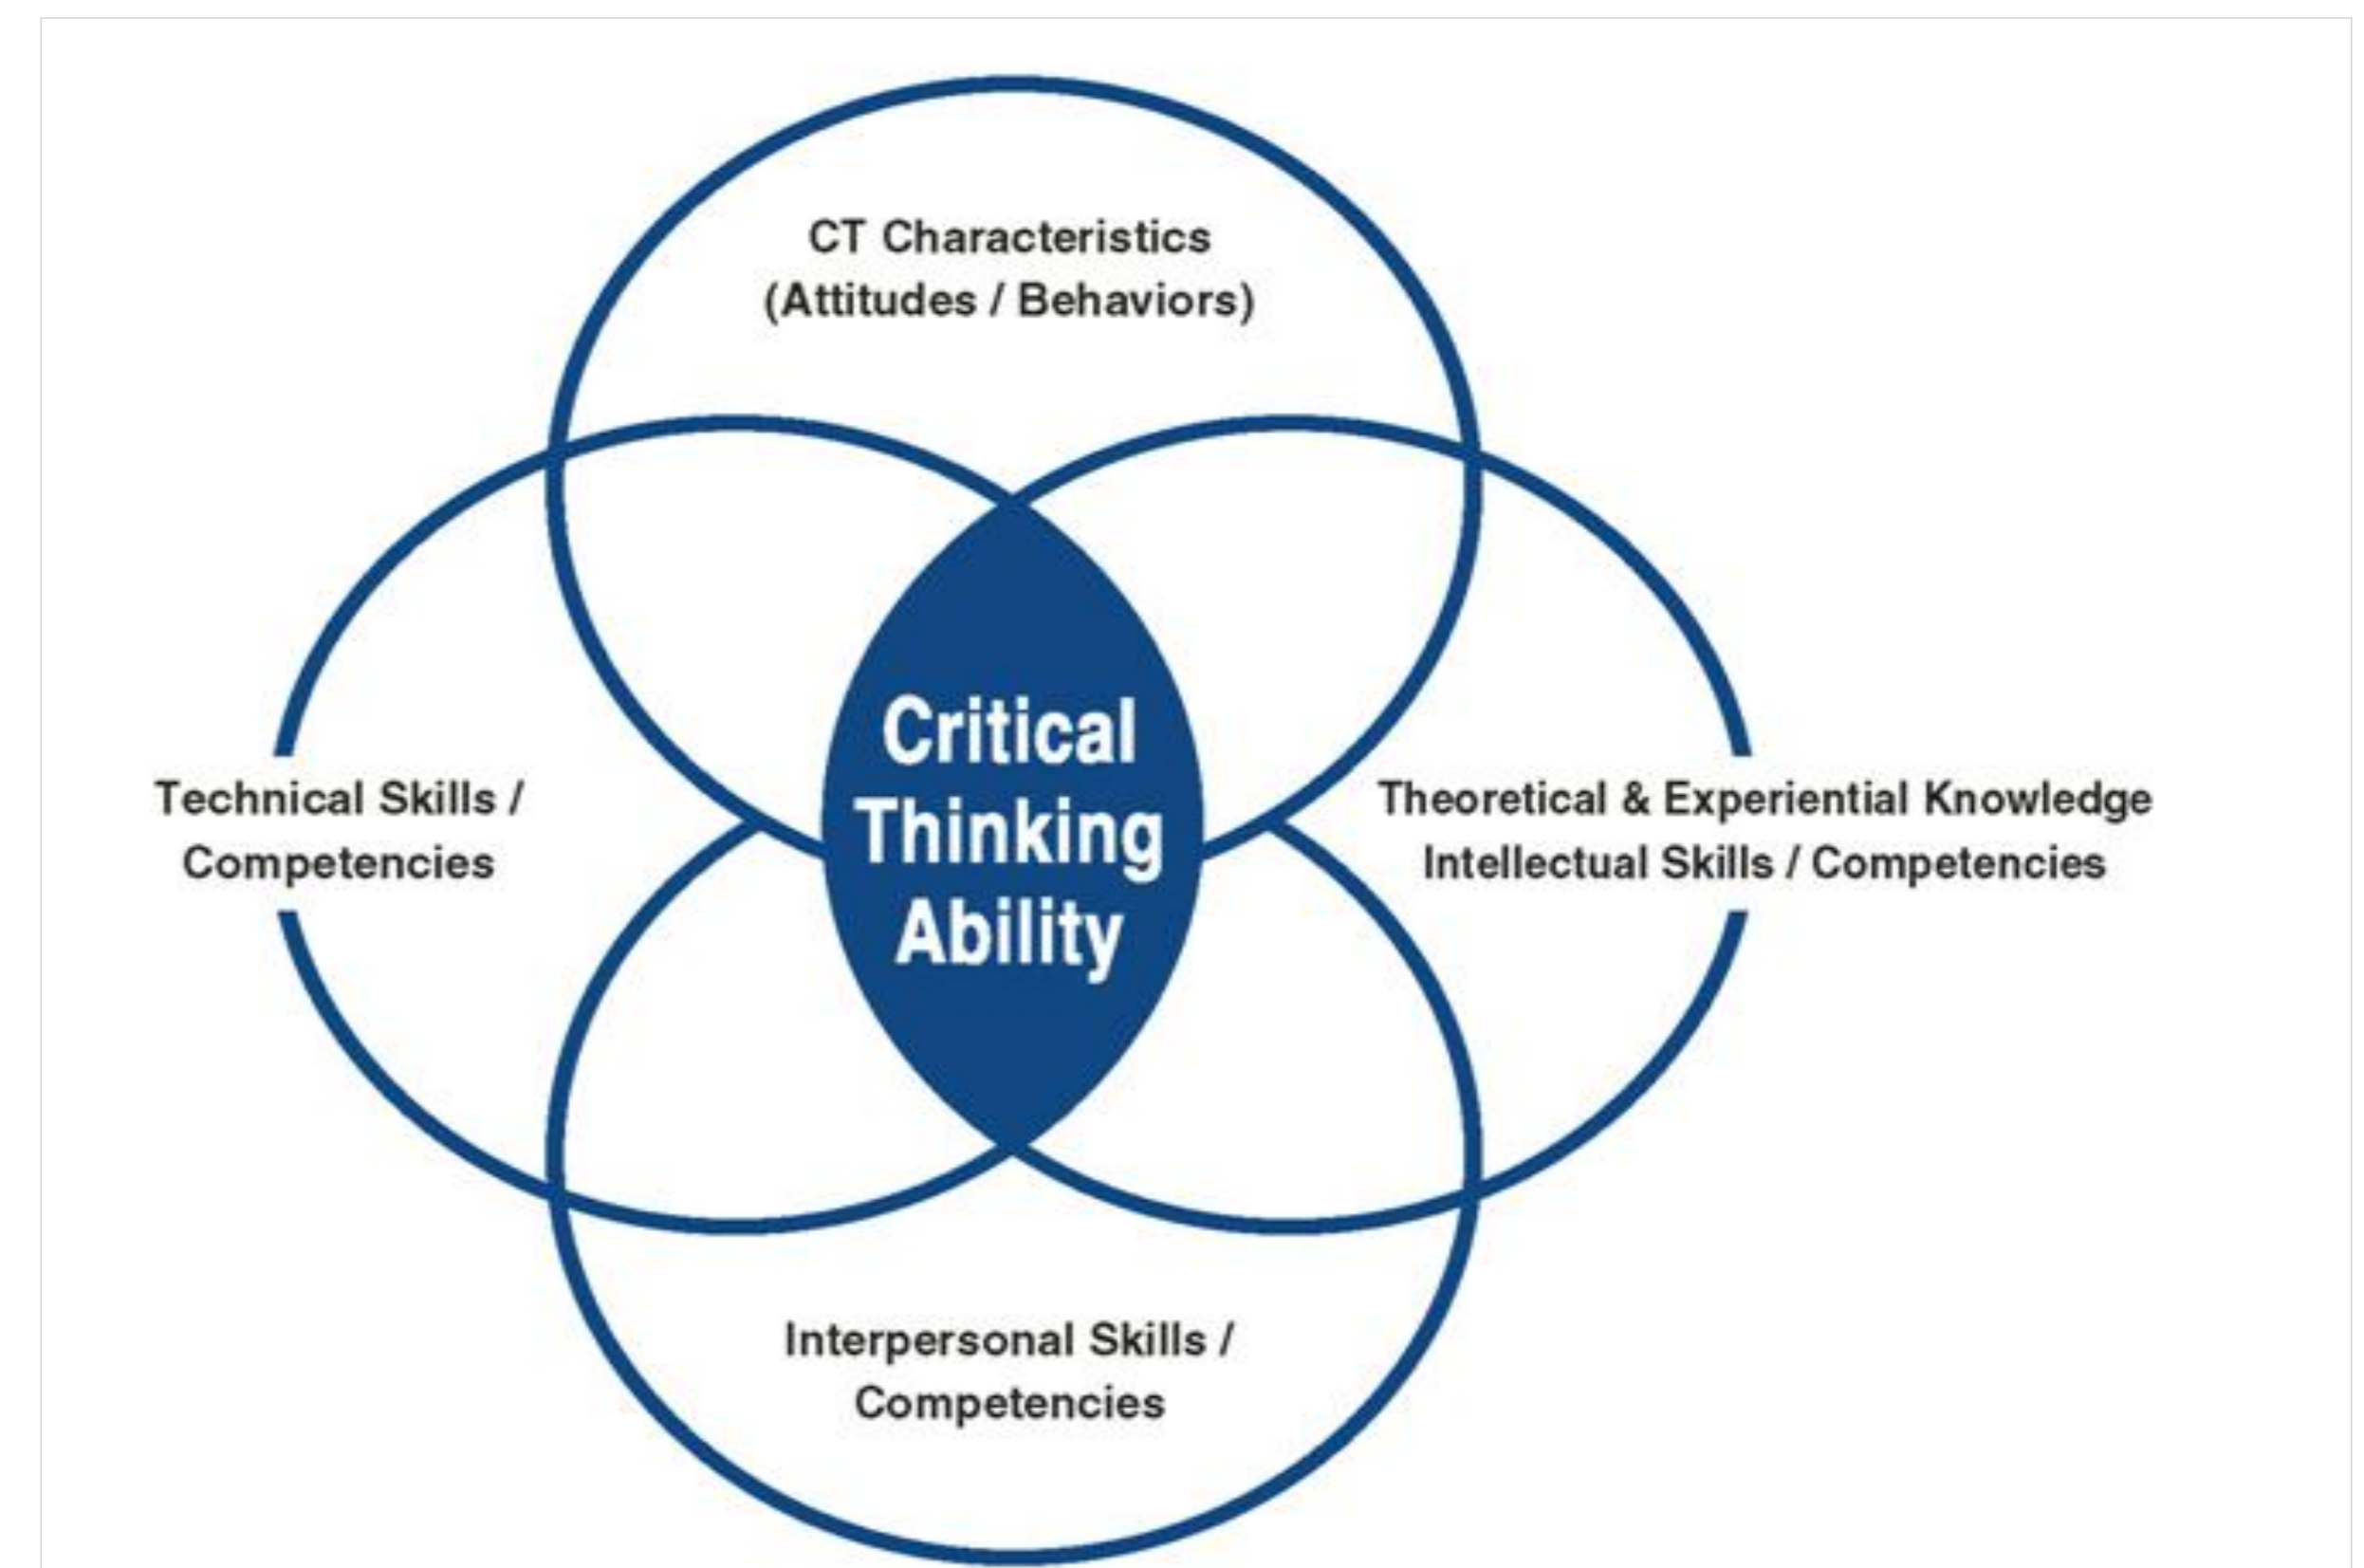 CT Characteristics
(Attitudes / Behaviors)
Critical
Thinking
Ability
Technical Skills /
Competencies
Theoretical & Experiential Knowledge
Intellectual Skills / Competencies
Interpersonal Skills /
Competencies